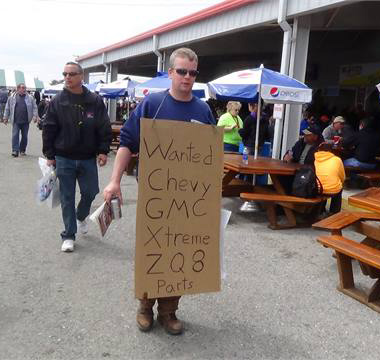 Wanted
Chevy
GMC
Xtreme
ZQ8
Parts
PEPSI